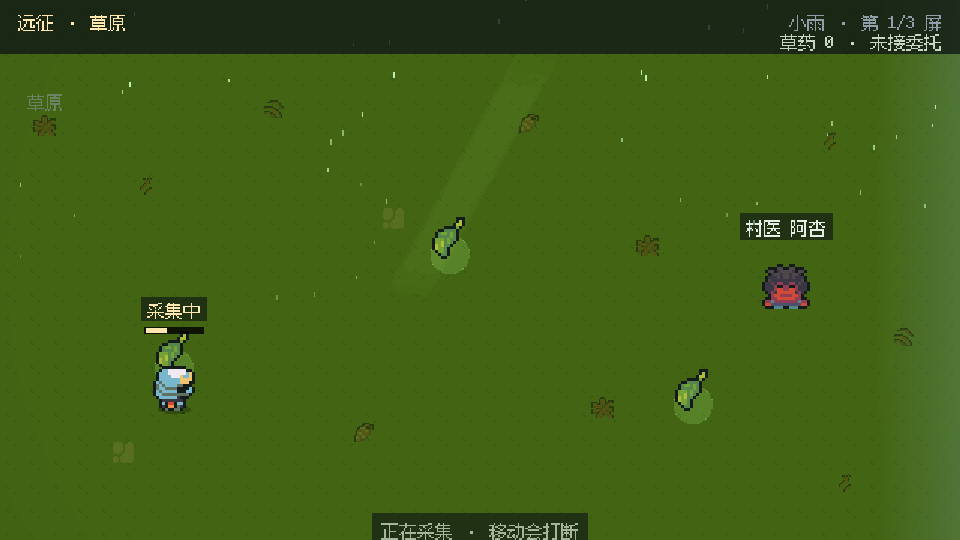 远征 · 草原
小雨 · 第 1/3 屏
草药 0 · 未接委托
草原
村医 阿杏
采集中
正在采集 · 移动会打断